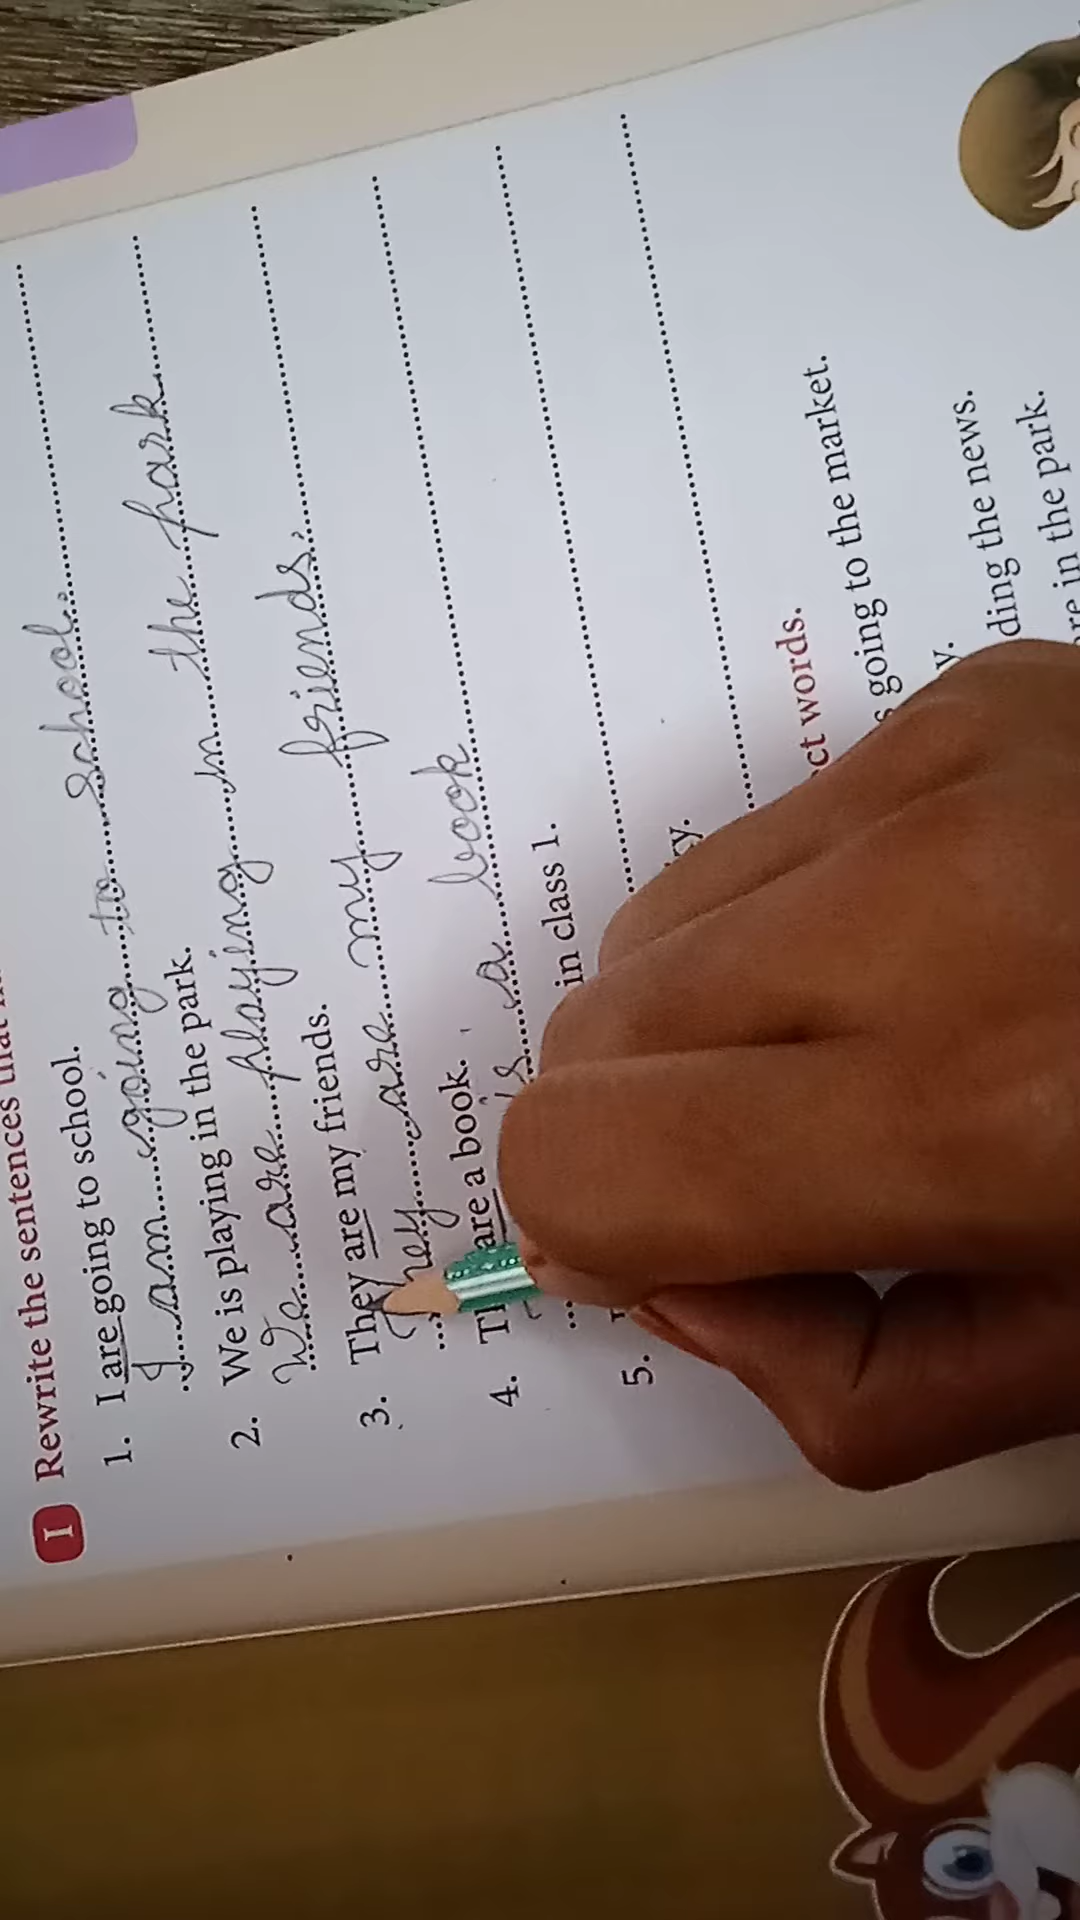 I Rewrite the sentences that
1. I are going to school.
I am going to school.
2. We is playing in the park.
We are playing in the park
3. They are my friends.
They are my friends.
4. are a book.
is a book
5. in class 1.
ct words.
going to the market.
y.
ding the news.
in the park.